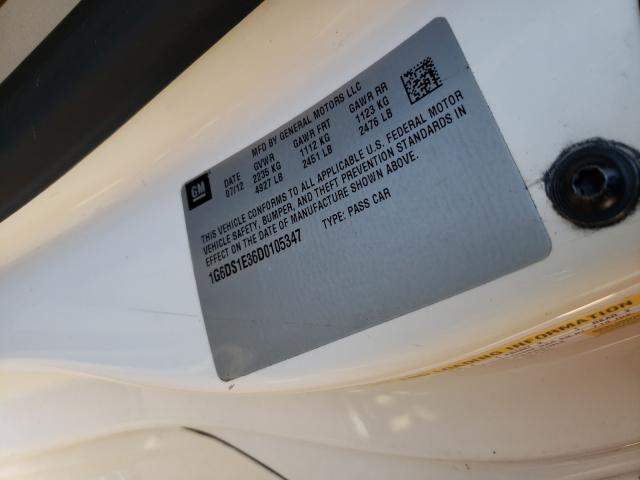 MFD BY GENERAL MOTORS LLC
DATE GVWR GAWR FRT GAWR RR
07/12 2235 KG 1112 KG 1123 KG
4927 LB 2451 LB 2476 LB
GM
THIS VEHICLE CONFORMS TO ALL APPLICABLE U.S. FEDERAL MOTOR
VEHICLE SAFETY, BUMPER, AND THEFT PREVENTION STANDARDS IN
EFFECT ON THE DATE OF MANUFACTURE SHOWN ABOVE.
1G6DS1E36D0105347 TYPE: PASS CAR
LOADING INFORMATION